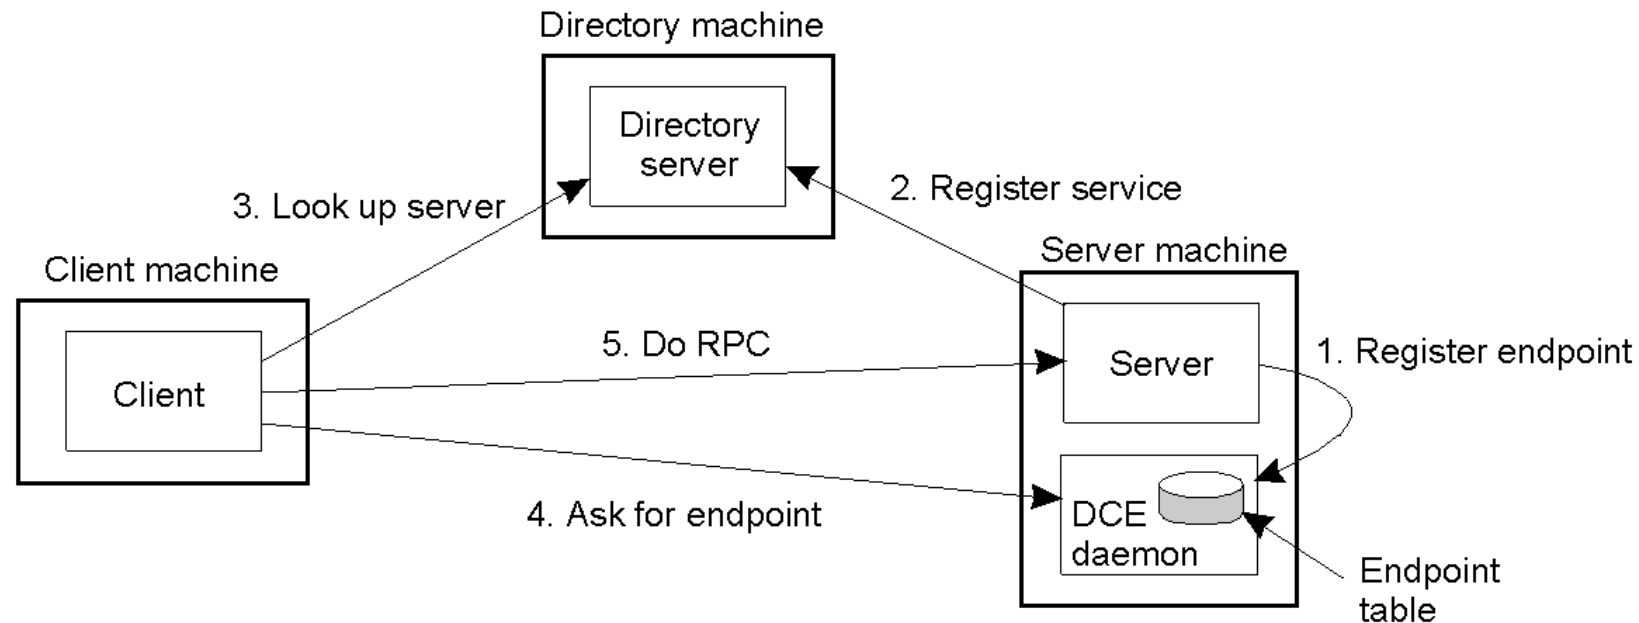 Directory machine
Directory
server
3. Look up server
2. Register service
Client machine
Server machine
5. Do RPC
1. Register endpoint
Client
Server
4. Ask for endpoint
DCE
daemon
Endpoint
table